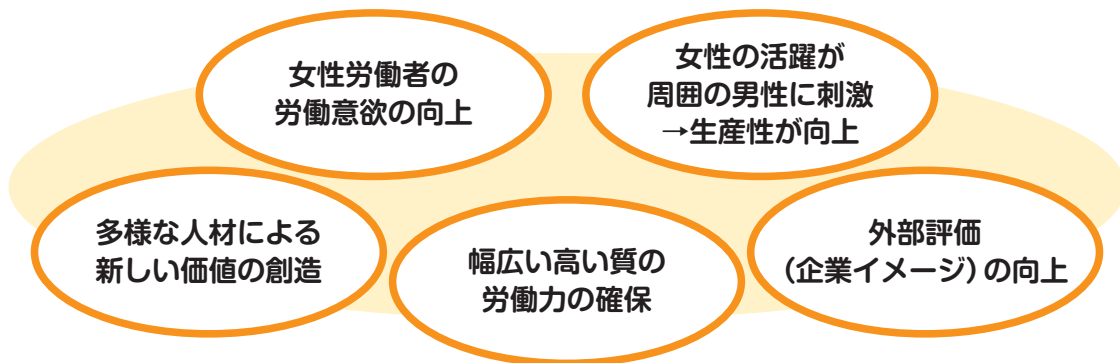 女性労働者の
労働意欲の向上
女性の活躍が
周囲の男性に刺激
→生産性が向上
多様な人材による
新しい価値の創造
幅広い高い質の
労働力の確保
外部評価
（企業イメージ）の向上